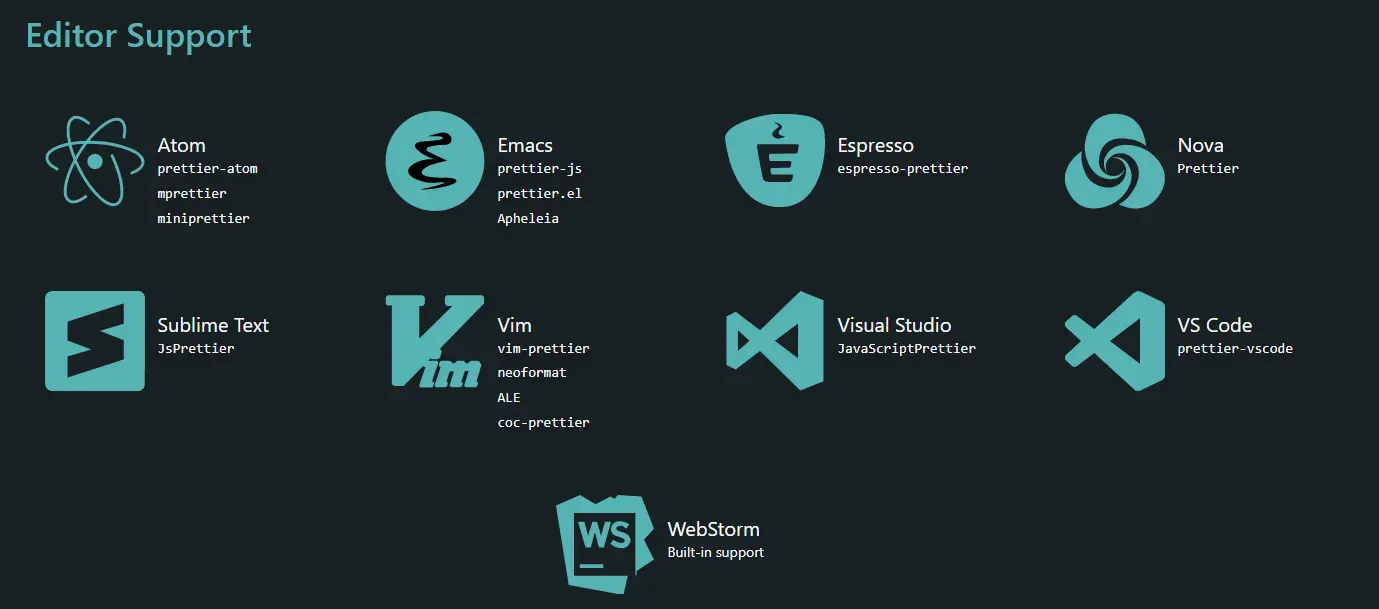 Editor Support
Atom
prettier-atom
mprettier
miniprettier
Emacs
prettier-js
prettier.el
Apheleia
Espresso
espresso-prettier
Nova
Prettier
Sublime Text
JsPrettier
Vim
Vim
vim-prettier
neoformat
ALE
coc-prettier
Visual Studio
JavaScriptPrettier
VS Code
prettier-vscode
WS
WebStorm
Built-in support